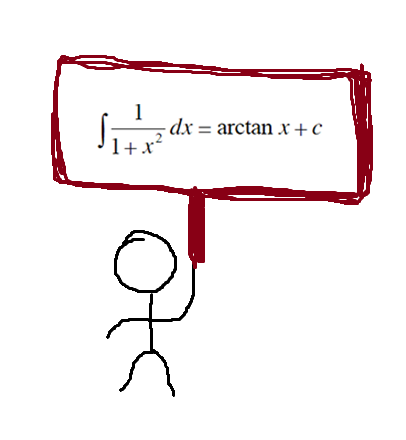 ∫ 1/(1+x²) dx = arctan x + c